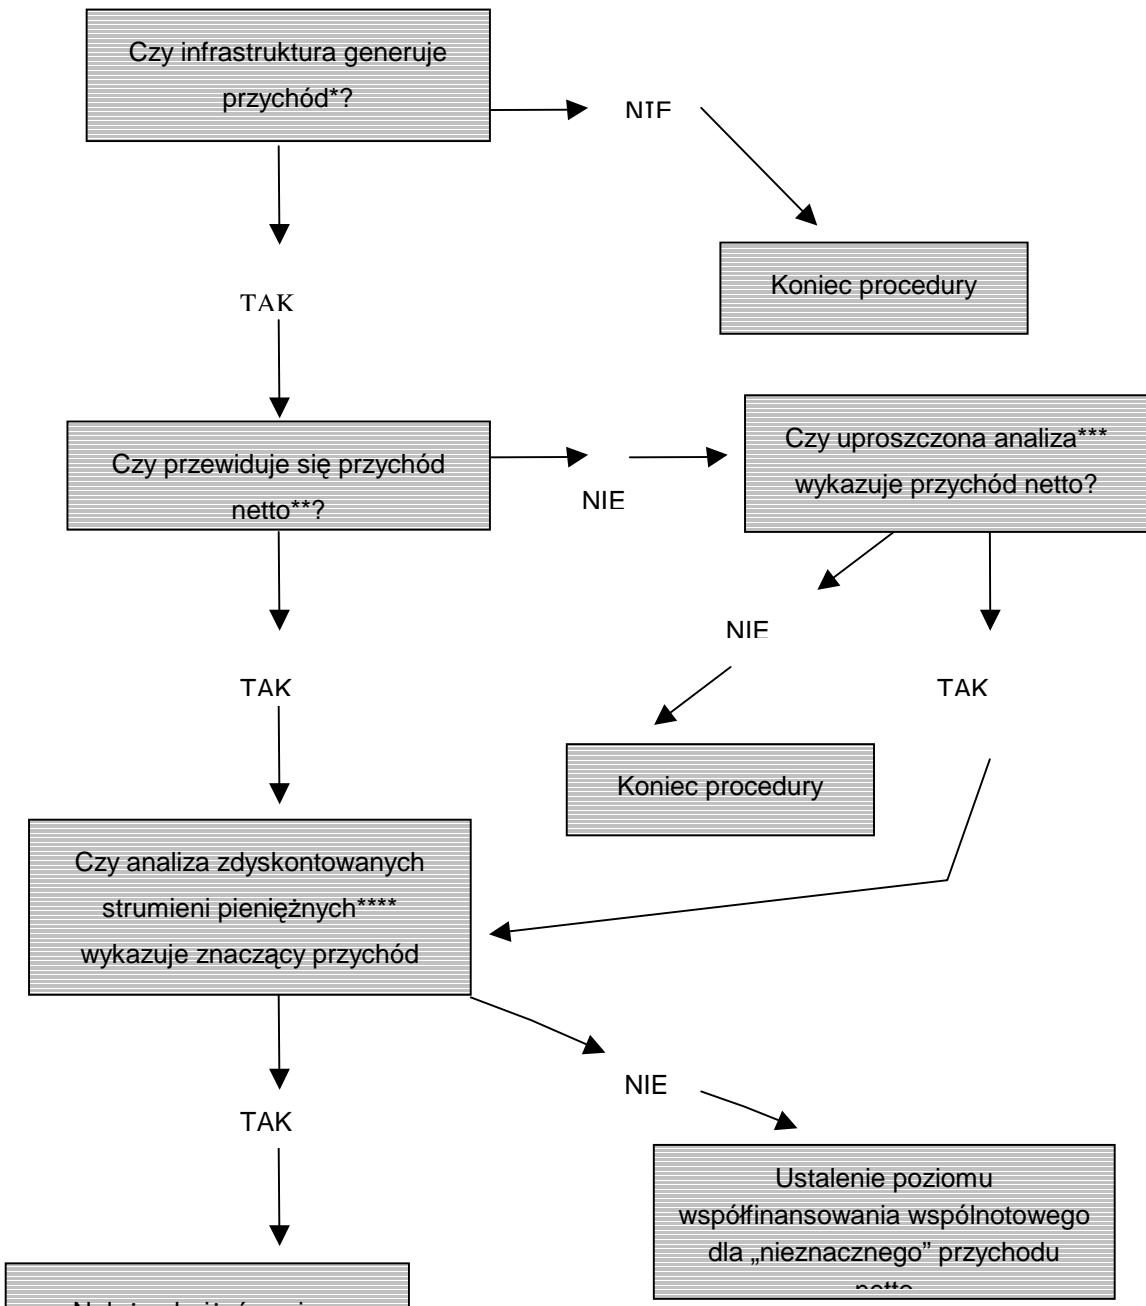 Czy infrastruktura generuje
przychód*?
NIE
Koniec procedury
TAK
Czy przewiduje się przychód
netto**?
NIE
Czy uproszczona analiza***
wykazuje przychód netto?
NIE
TAK
TAK
Koniec procedury
Czy analiza zdyskontowanych
strumieni pieniężnych****
wykazuje znaczący przychód
NIE
TAK
Ustalenie poziomu
współfinansowania wspólnotowego
dla „nieznacznego” przychodu
netto